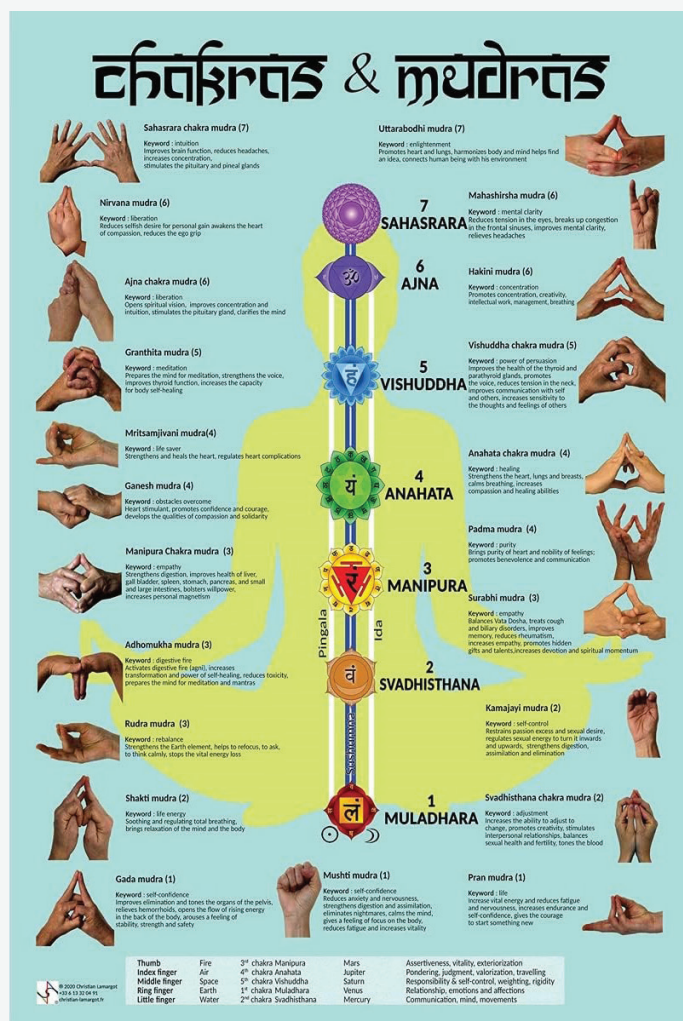 chakras & mudras
Sahasrara chakra mudra (7)
Keyword : intuition
Improves brain function, reduces headaches,
increases concentration,
stimulates the pituitary and pineal glands
Nirvana mudra (6)
Keyword : liberation
Reduces selfish desire for personal gain awakens the heart
of compassion, reduces the ego grip
Ajna chakra mudra (6)
Keyword : liberation
Opens spiritual vision, improves concentration and
intuition, stimulates the pituitary gland, clarifies the mind
Granthita mudra (5)
Keyword : meditation
Prepares the mind for meditation, strengthens the voice,
improves thyroid function, increases the capacity
for body self-healing
Mritsamjivani mudra(4)
Keyword : life saver
Strengthens and heals the heart, regulates heart complications
Ganesh mudra (4)
Keyword : obstacles overcome
Heart stimulant, promotes confidence and courage,
develops the qualities of compassion and solidarity
Manipura Chakra mudra (3)
Keyword : empathy
Strengthens digestion, improves health of liver,
gall bladder, spleen, stomach, pancreas, and small
and large intestines, bolsters willpower,
increases personal magnetism
Adhomukha mudra (3)
Keyword : digestive fire
Activates digestive fire (agni), increases
transformation and power of self-healing, reduces toxicity,
prepares the mind for meditation and mantras
Rudra mudra (3)
Keyword : rebalance
Strengthens the Earth element, helps to refocus, to ask,
to think calmly, stops the vital energy loss
Shakti mudra (2)
Keyword : life energy
Soothing and regulating total breathing,
brings relaxation of the mind and the body
Gada mudra (1)
Keyword : self-confidence
Improves elimination and tones the organs of the pelvis,
relieves hemorroids, opens the flow of rising energy
in the back of the body, arouses a feeling of
stability, strength and safety
7
SAHASRARA
6
AJNA
ॐ
5
VISHUDDHA
हं
4
ANAHATA
यं
3
MANIPURA
रं
Pingala
Ida
2
SVADHISTHANA
वं
1
MULADHARA
लं
Uttarabodhi mudra (7)
Keyword : enlightenment
Promotes heart and lungs, harmonizes body and mind helps find
an idea, connects human being with his environment
Mahashirsha mudra (6)
Keyword : mental clarity
Reduces tension in the eyes, breaks up congestion
in the frontal sinuses, improves mental clarity,
relieves headaches
Hakini mudra (6)
Keyword : concentration
Promotes concentration, creativity,
intellectual work, management, breathing
Vishuddha chakra mudra (5)
Keyword : power of persuasion
Improves the health of the thyroid and
parathyroid glands, promotes
the voice, reduces tension in the neck,
improves communication with self
and others, increases sensitivity to
the thoughts and feelings of others
Anahata chakra mudra (4)
Keyword : healing
Strengthens the heart, lungs and breasts,
calms breathing, increases
compassion and healing abilities
Padma mudra (4)
Keyword : purity
Brings purity of heart and nobility of feelings;
promotes benevolence and communication
Surabhi mudra (3)
Keyword : empathy
Balances Vata Dosha, treats cough
and biliary disorders, improves
memory, reduces rheumatism,
increases empathy, promotes hidden
gifts and talents,increases devotion and spiritual momentum
Kamajayi mudra (2)
Keyword : self-control
Restrains passion excess and sexual desire,
regulates sexual energy to turn it inwards
and upwards, strengthens digestion,
assimilation and elimination
Svadhisthana chakra mudra (2)
Keyword : adjustment
Increases the ability to adjust to
change, promotes creativity, stimulates
interpersonal relationships, balances
sexual health and fertility, tones the blood
Mushti mudra (1)
Keyword : self-confidence
Reduces anxiety and nervousness,
strengthens digestion and assimilation,
eliminates nightmares, calms the mind,
gives a feeling of focus on the body,
reduces fatigue and increases vitality
Pran mudra (1)
Keyword : life
Increase vital energy and reduces fatigue
and nervousness, increases endurance and
self-confidence, gives the courage
to start something new
Thumb Fire 3rd chakra Manipura Mars Assertiveness, vitality, exteriorization
Index finger Air 4th chakra Anahata Jupiter Pondering, judgment, valorization, travelling
Middle finger Space 5th chakra Vishuddha Saturn Responsibility & self-control, weighting, rigidity
Ring finger Earth 1st chakra Muladhara Venus Relationship, emotions and affections
Little finger Water 2nd chakra Svadhisthana Mercury Communication, mind, movements
© 2020 Christian Lamargot
+33 6 13 32 04 91
christian-lamargot.fr